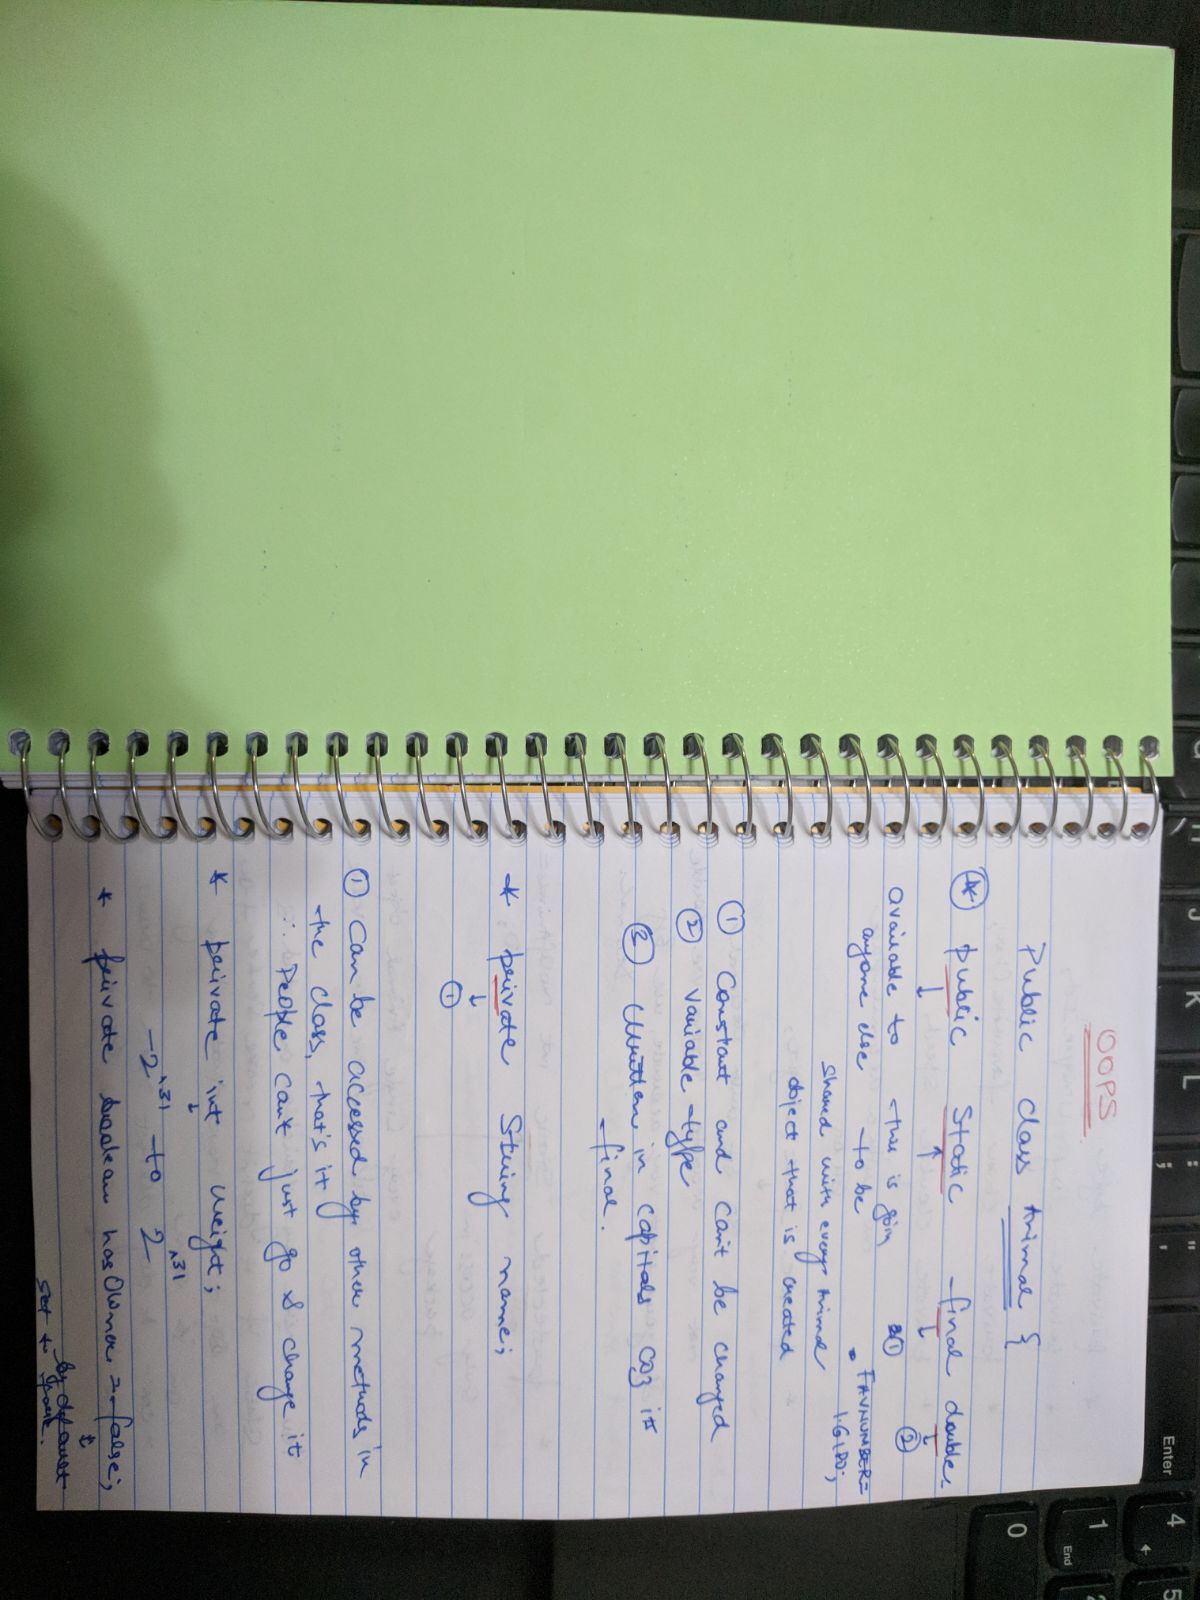 OOPS
Public class Animal {
* public static final double
↓ ↑ ↓ ↓
available to this is going ① ②
anyone else to be • FAVNUMBER=
shared with every Animal 1.6180;
object that is created
① Constant and can't be changed
② variable type
③ Written in capitals coz it's
final.
* private String name;
↓
①
① can be accessed by other methods in
the class, that's it
∴ People can't just go & change it
* private int weight;
↓
-2^31 to 2^31
* private boolean hasOwner = false;
↓
by default
set to
Enter
4
5
1
End
2
0
J
K
L
;
:
"
'